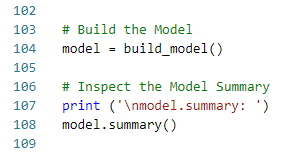 102
103 # Build the Model
104 model = build_model()
105
106 # Inspect the Model Summary
107 print ('\nmodel.summary: ')
108 model.summary()
109